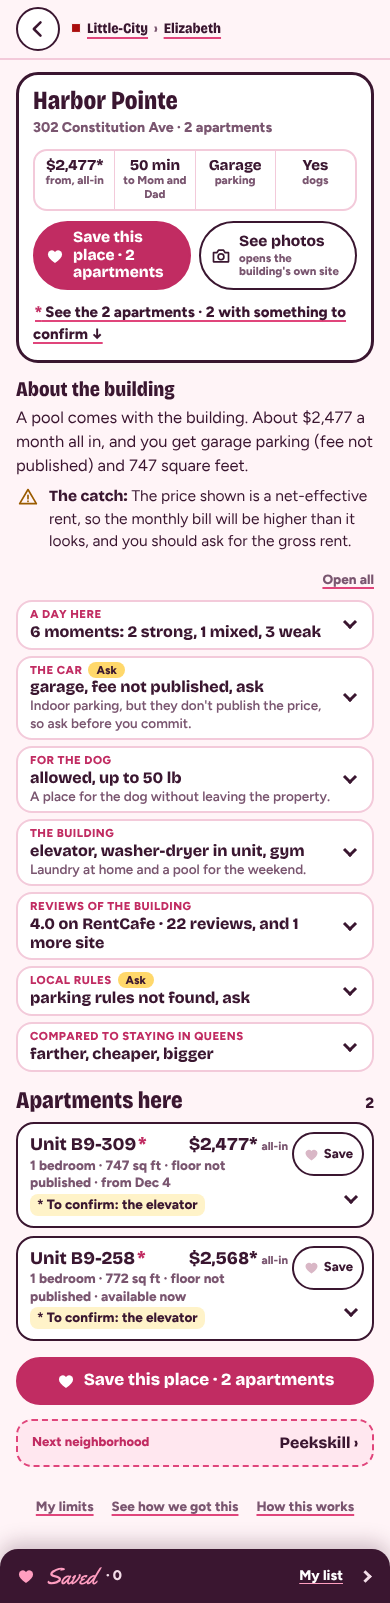 Little-City › Elizabeth
Harbor Pointe
302 Constitution Ave · 2 apartments
$2,477* 50 min Garage Yes
from, all-in to Mom and parking dogs
Dad
Save this
place · 2
apartments
See photos
opens the
building's own site
* See the 2 apartments · 2 with something to
confirm ↓
About the building
A pool comes with the building. About $2,477 a
month all in, and you get garage parking (fee not
published) and 747 square feet.
The catch: The price shown is a net-effective
rent, so the monthly bill will be higher than it
looks, and you should ask for the gross rent.
Open all
A DAY HERE
6 moments: 2 strong, 1 mixed, 3 weak
THE CAR Ask
garage, fee not published, ask
Indoor parking, but they don't publish the price,
so ask before you commit.
FOR THE DOG
allowed, up to 50 lb
A place for the dog without leaving the property.
THE BUILDING
elevator, washer-dryer in unit, gym
Laundry at home and a pool for the weekend.
REVIEWS OF THE BUILDING
4.0 on RentCafe · 22 reviews, and 1
more site
LOCAL RULES Ask
parking rules not found, ask
COMPARED TO STAYING IN QUEENS
farther, cheaper, bigger
Apartments here 2
Unit B9-309* $2,477* all-in Save
1 bedroom · 747 sq ft · floor not
published · from Dec 4
* To confirm: the elevator
Unit B9-258* $2,568* all-in Save
1 bedroom · 772 sq ft · floor not
published · available now
* To confirm: the elevator
Save this place · 2 apartments
Next neighborhood Peekskill ›
My limits See how we got this How this works
Saved · 0 My list